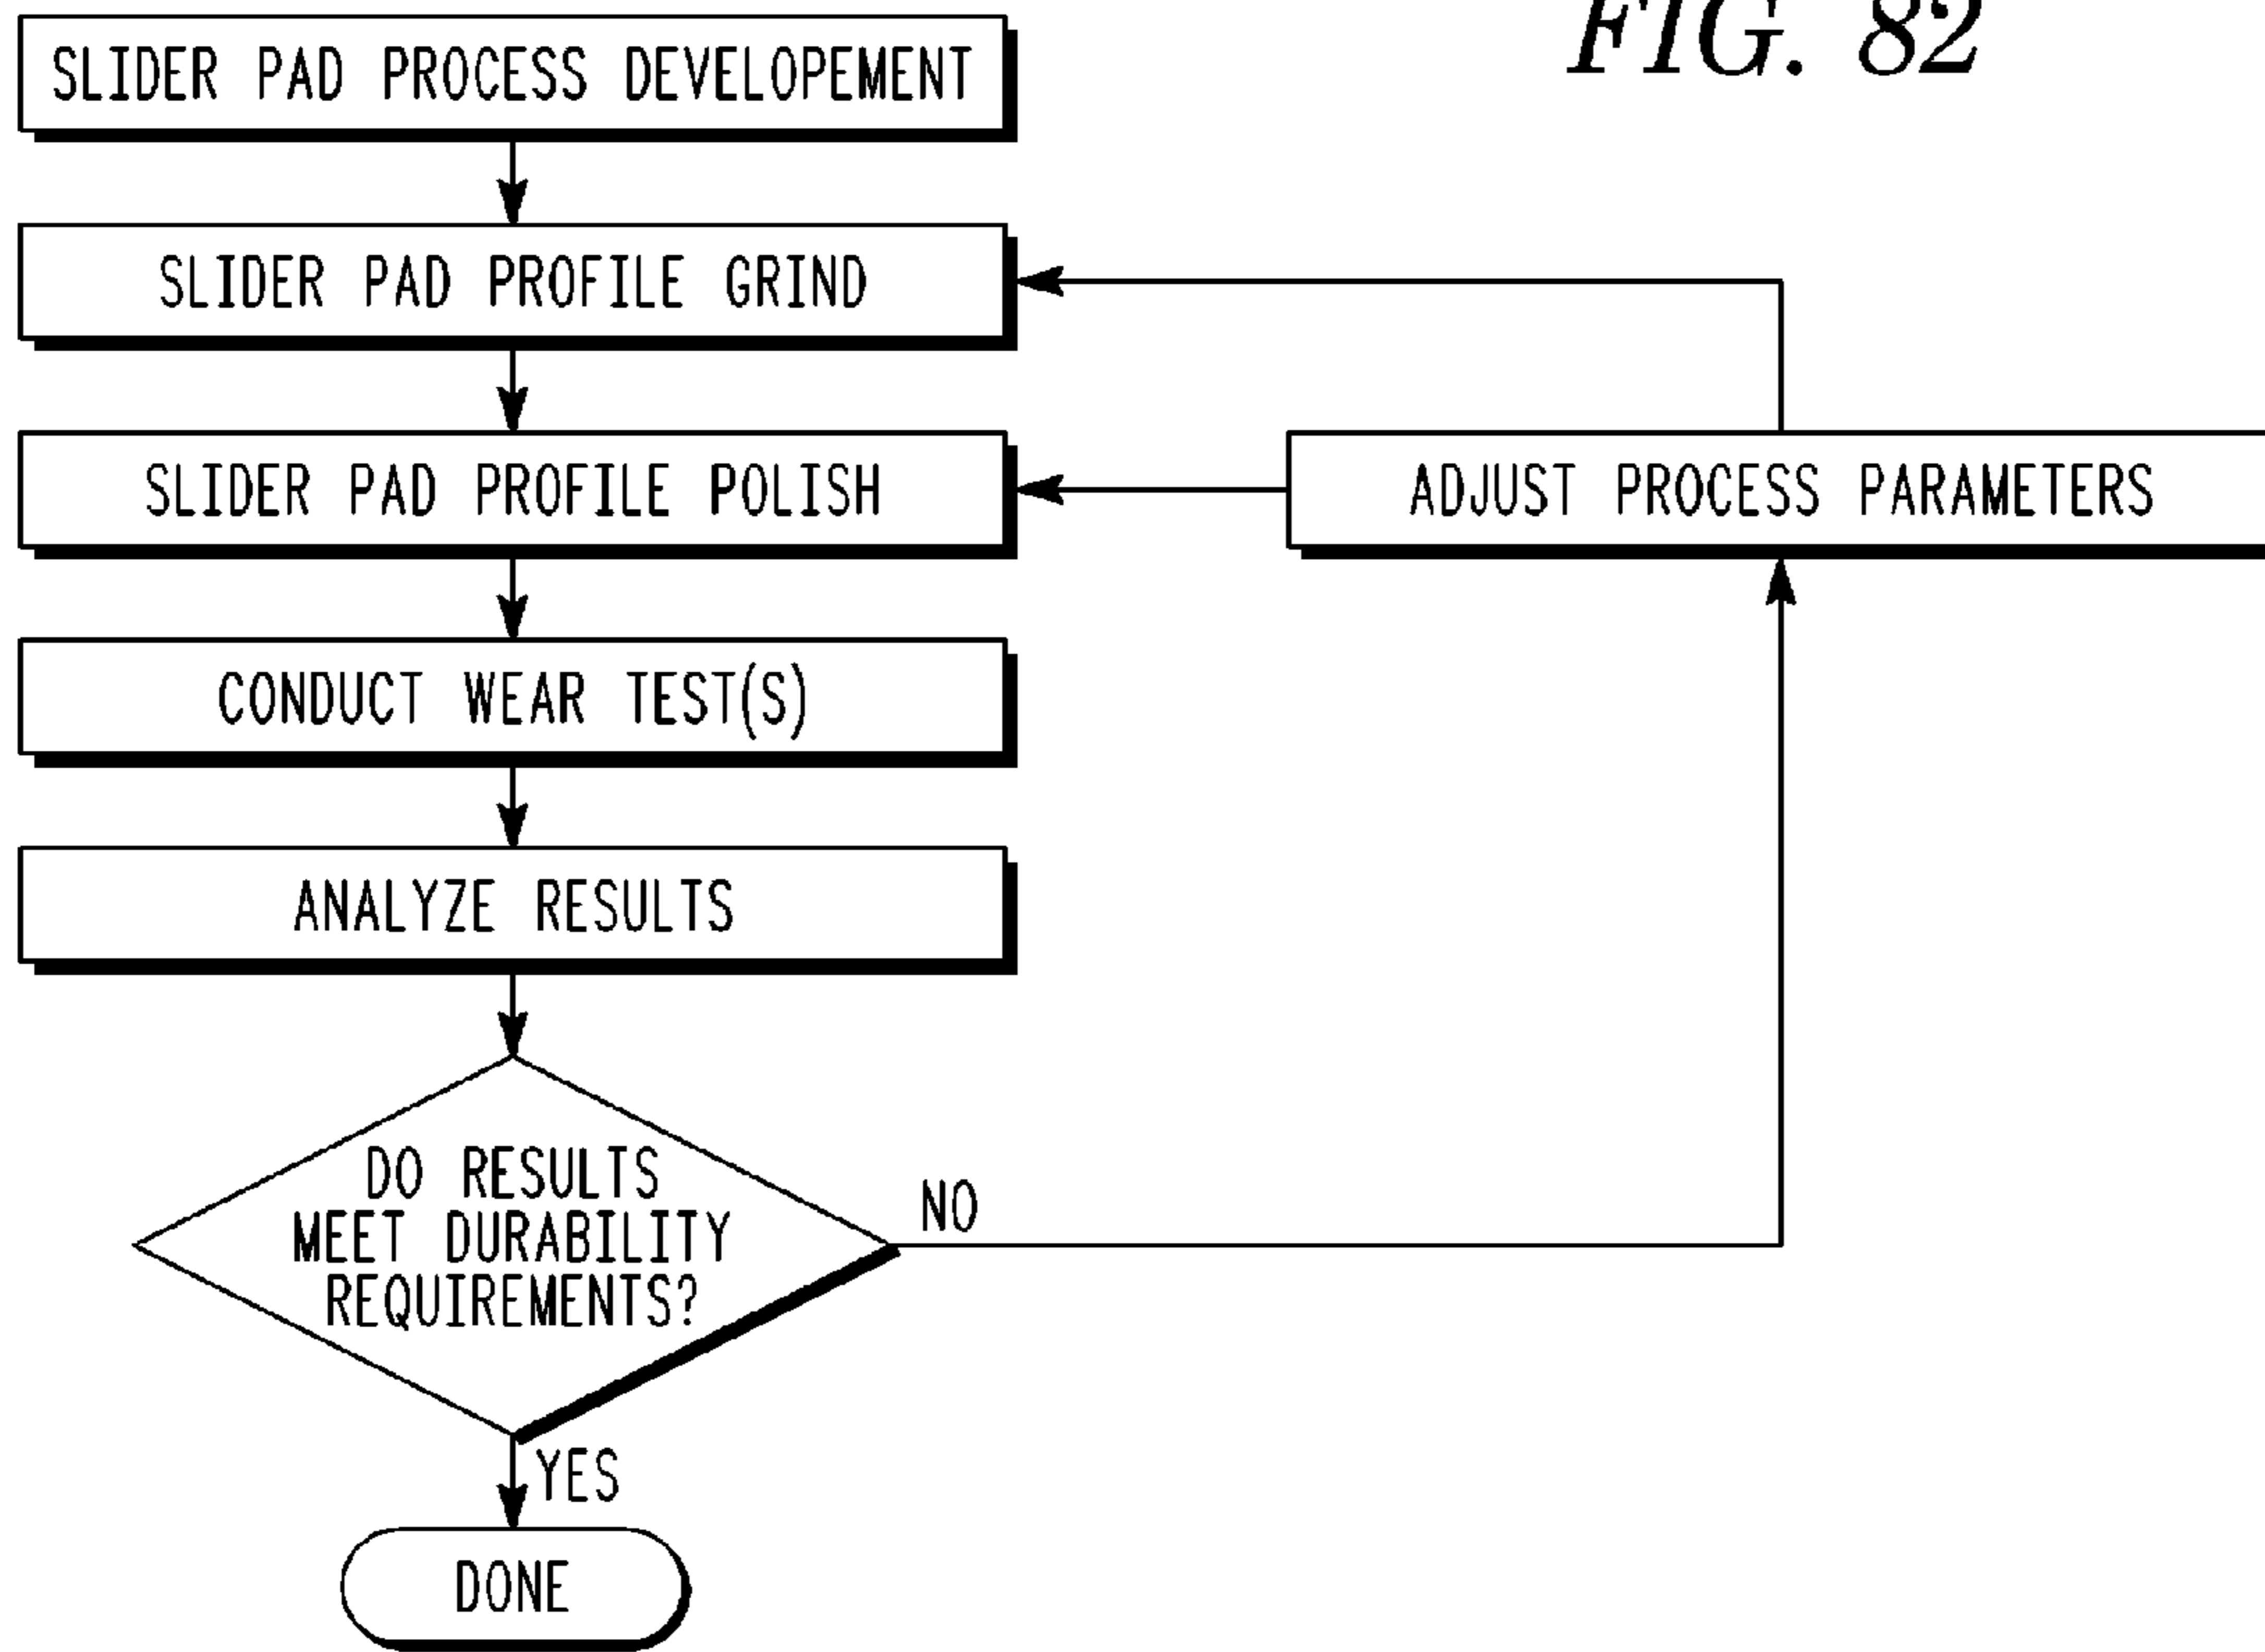 FIG. 82
SLIDER PAD PROCESS DEVELOPEMENT
SLIDER PAD PROFILE GRIND
SLIDER PAD PROFILE POLISH
ADJUST PROCESS PARAMETERS
CONDUCT WEAR TEST(S)
ANALYZE RESULTS
DO RESULTS
MEET DURABILITY
REQUIREMENTS?
NO
YES
DONE